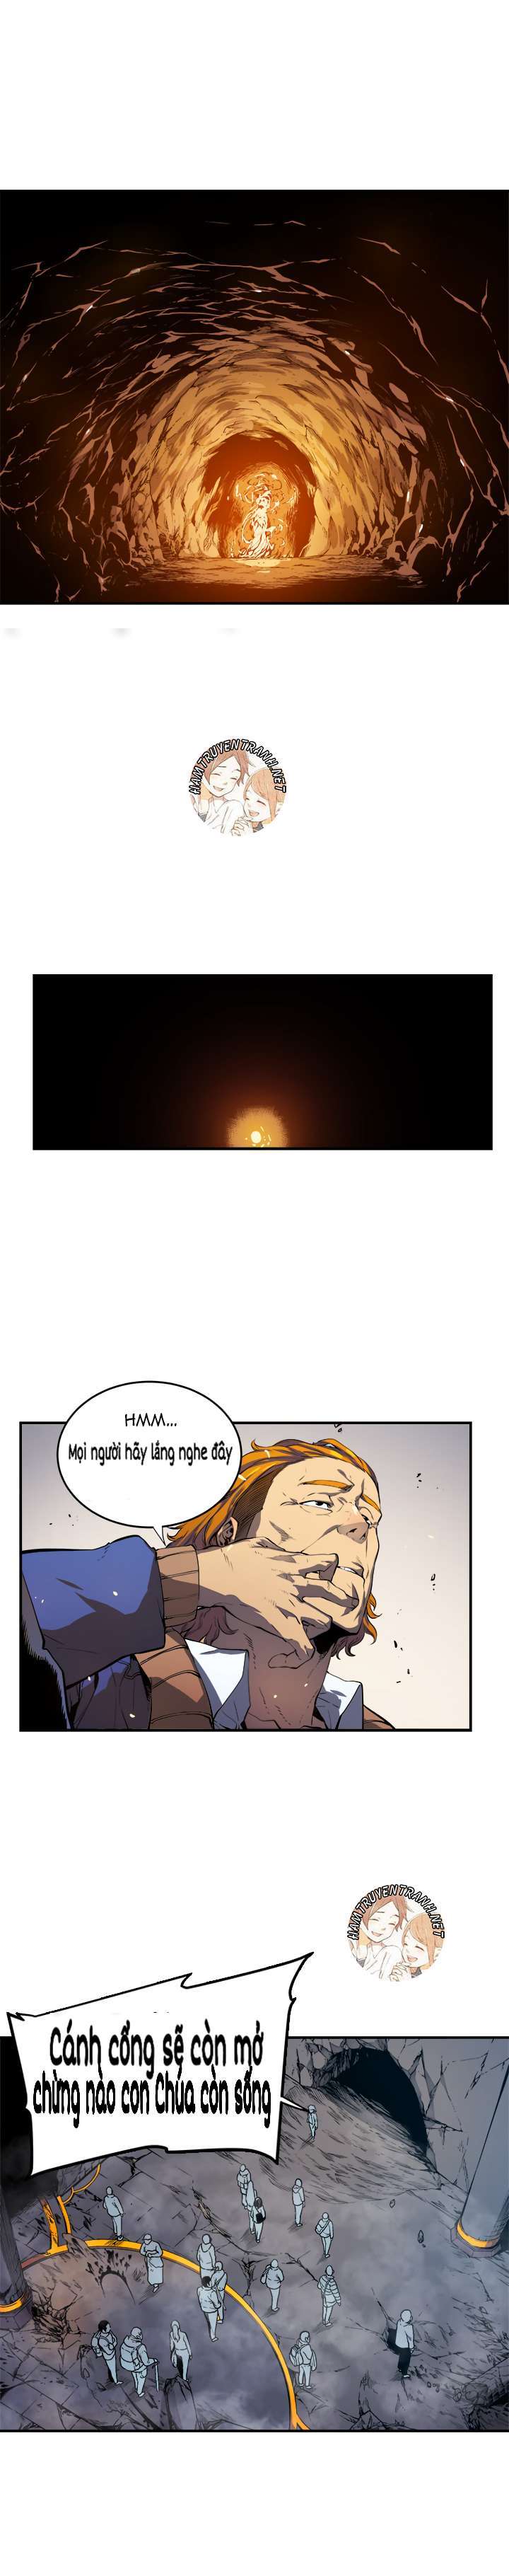 HAMTRUYENTRANH.NET
HMM...
Mọi người hãy lắng nghe đây
HAMTRUYENTRANH.NET
Cánh cổng sẽ còn mở
chừng nào con Chúa còn sống